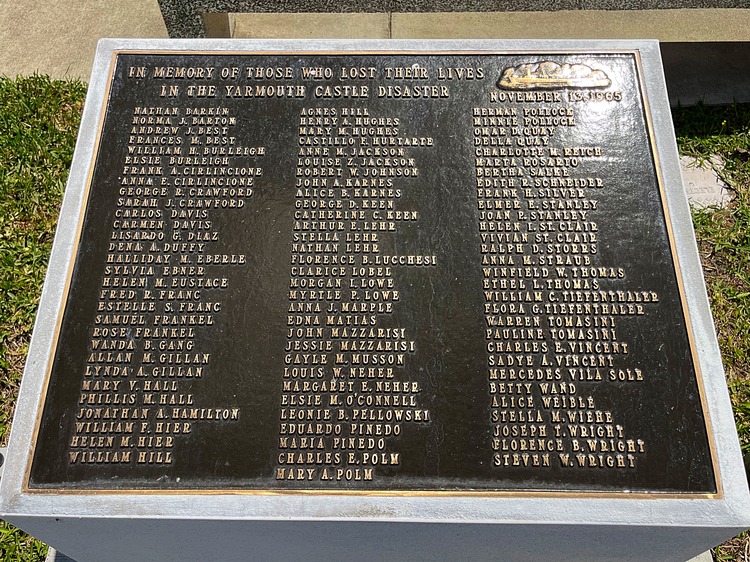 IN MEMORY OF THOSE WHO LOST THEIR LIVES
IN THE YARMOUTH CASTLE DISASTER
NOVEMBER 13, 1965
NATHAN BARKIN
NORMA J. BARTON
ANDREW J. BEST
FRANCES M. BEST
WILLLIAM H. BURLEIGH
ELSIE BURLEIGH
FRANK A. CIRLINCIONE
ANNA E. CIRLINCIONE
GEORGE R. CRAWFORD
SARAH J. CRAWFORD
CARLOS DAVIS
CARMEN DAVIS
LISARDO G. DIAZ
DENA A. DUFFY
HALLIDAY M. EBERLE
SYLVIA EBNER
HELEN M. EUSTACE
FRED R. FRANC
ESTELLE S. FRANC
SAMUEL FRANKEL
ROSE FRANKEL
WANDA B. GANG
ALLAN M. GILLAN
LYNDA A. GILLAN
MARY V. HALL
PHILLIS M. HALL
JONATHAN A. HAMILTON
WILLIAM F. HIER
HELEN M. HIER
WILLIAM HILL
AGNES HILL
HENRY A. HUGHES
MARY M. HUGHES
CASTILLO F. HURTARTE
ANNE M. JACKSON
LOUISE Z. JACKSON
ROBERT W. JOHNSON
JOHN A. KARNES
ALICE B. KARNES
GEORGE D. KEEN
CATHERINE C. KEEN
ARTHUR E. LEHR
STELLA LEHR
NATHAN LEHR
FLORENCE B. LUCCHESI
CLARICE LOBEL
MORGAN I. LOWE
MYRTLE P. LOWE
ANNA J. MARPLE
EDNA MATIAS
JOHN MAZZARISI
JESSIE MAZZARISI
GAYLE M. MUSSON
LOUIS W. NEHER
MARGARET E. NEHER
ELSIE M. O'CONNELL
LEONIE B. PELLOWSKI
EDUARDO PINEDO
MARIA PINEDO
CHARLES E. POLM
MARY A. POLM
HERMAN POLLOCK
MINNIE POLLOCK
OMAR D. QUAY
DELLA QUAY
CHARLOTTE M. REICH
MARTA ROSARIO
BERTHA SABKE
EDITH R. SCHNEIDER
FRANK H. SILVER
ELMER E. STANLEY
JOAN P. STANLEY
HELEN I. ST. CLAIR
VIVIAN ST. CLAIR
RALPH D. STORRS
ANNA M. STRAUB
WINFIELD W. THOMAS
ETHEL L. THOMAS
WILLIAM C. TIEFENTHALER
FLORA G. TIEFENTHALER
WARREN TOMASINI
PAULINE TOMASINI
CHARLES E. VINCENT
SADYE A. VINCENT
MERCEDES VILA SOLE
BETTY WAND
ALICE WEIBLE
STELLA M. WIEHE
JOSEPH T. WRIGHT
FLORENCE B. WRIGHT
STEVEN W. WRIGHT